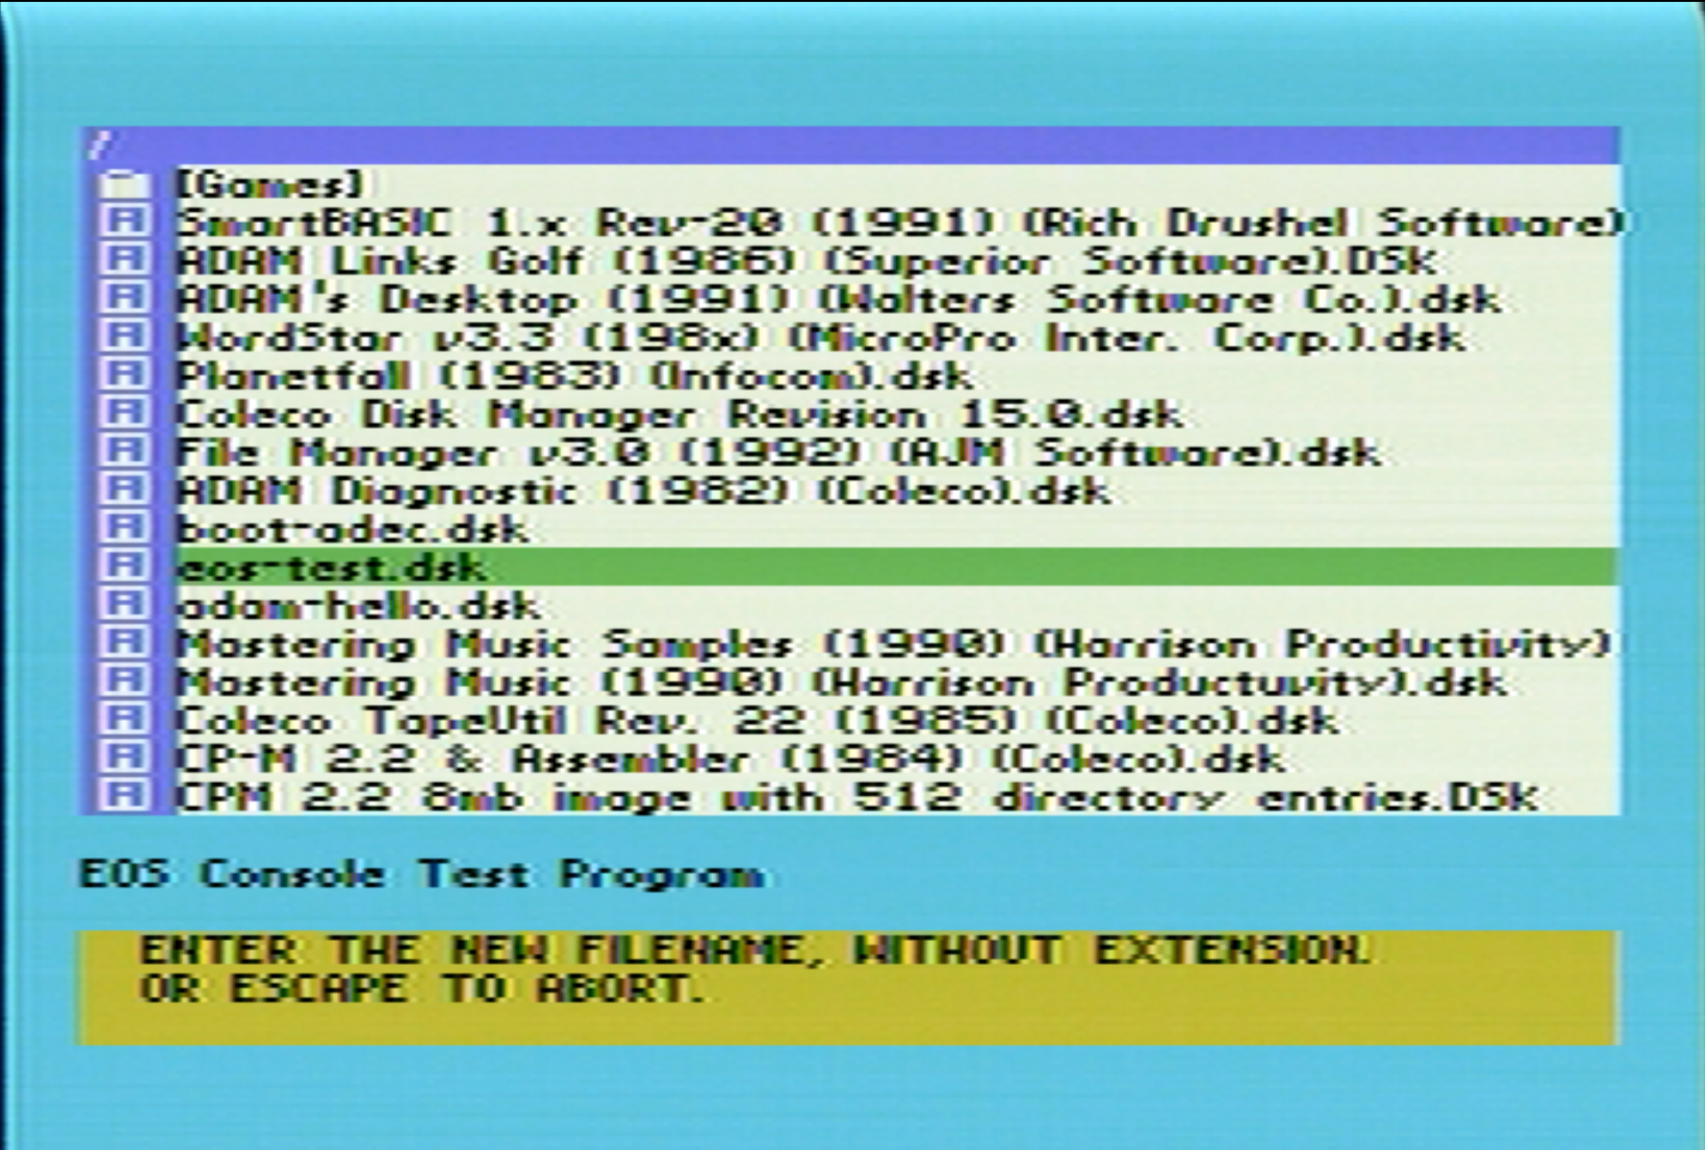 /
[Games]
A SmartBASIC 1.x Rev-20 (1991) (Rich Drushel Software)
A ADAM Links Golf (1986) (Superior Software).DSK
A ADAM's Desktop (1991) (Walters Software Co.).dsk
A WordStar v3.3 (198x) (MicroPro Inter. Corp.).dsk
A Planetfall (1983) (Infocom).dsk
A Coleco Disk Manager Revision 15.0.dsk
A File Manager v3.0 (1992) (AJM Software).dsk
A ADAM Diagnostic (1982) (Coleco).dsk
A boot-adec.dsk
A eos-test.dsk
A adam-hello.dsk
A Mastering Music Samples (1990) (Harrison Productivity)
A Mastering Music (1990) (Harrison Productuvity).dsk
A Coleco TapeUtil Rev. 22 (1985) (Coleco).dsk
A CP-M 2.2 & Assembler (1984) (Coleco).dsk
A CPM 2.2 8mb image with 512 directory entries.DSK
EOS Console Test Program
ENTER THE NEW FILENAME, WITHOUT EXTENSION.
OR ESCAPE TO ABORT.